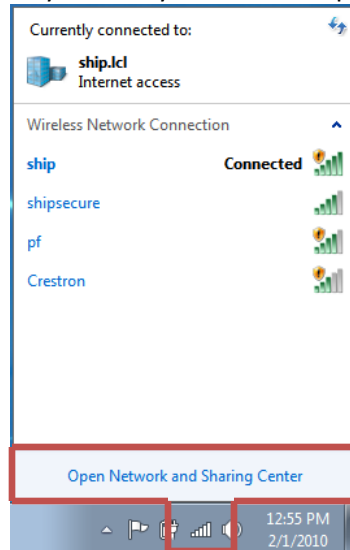 Currently connected to:
ship.lcl
Internet access
Wireless Network Connection
ship Connected
shipsecure
pf
Crestron
Open Network and Sharing Center
12:55 PM
2/1/2010